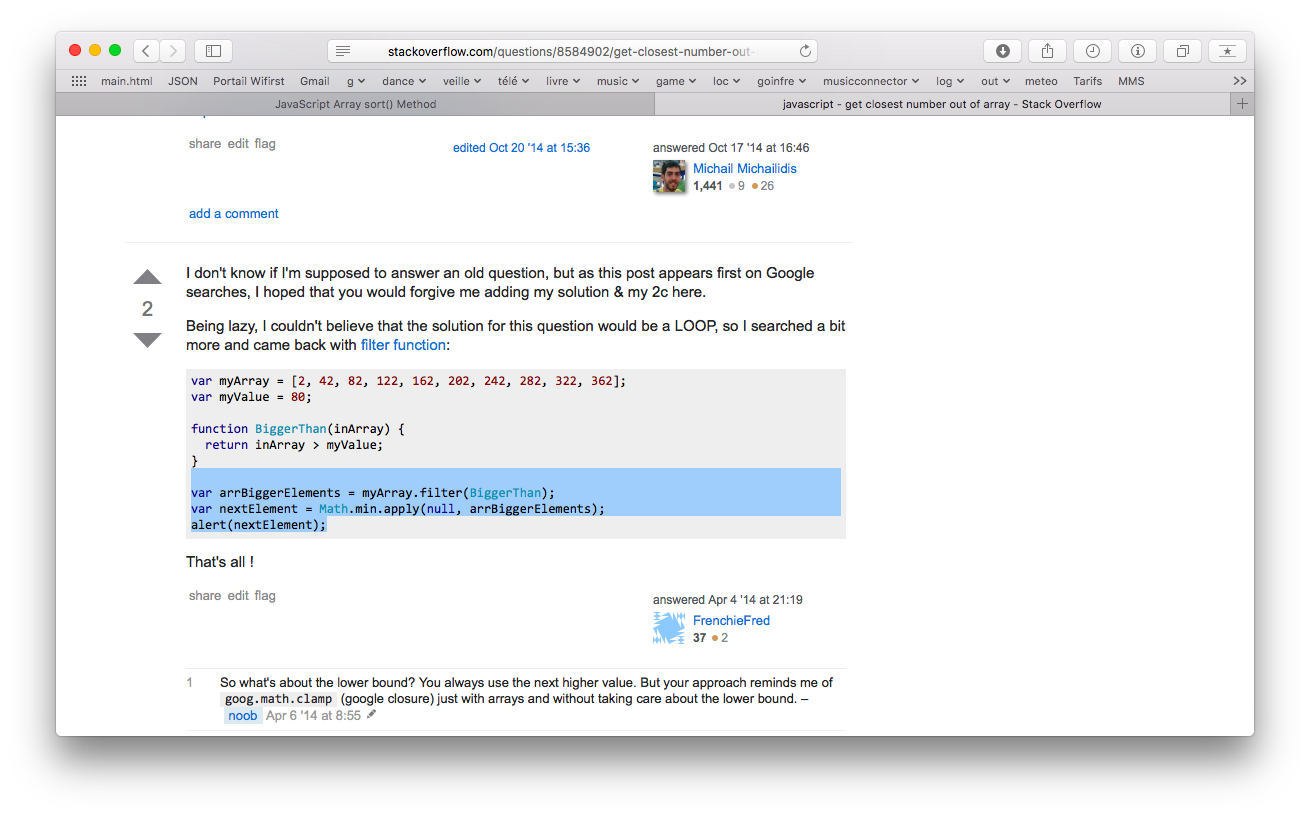 stackoverflow.com/questions/8584902/get-closest-number-out-
main.html JSON Portail Wifirst Gmail g dance veille télé livre music game loc goinfre musicconnector log out meteo Tarifs MMS >>
JavaScript Array sort() Method
javascript - get closest number out of array - Stack Overflow
share edit flag
edited Oct 20 '14 at 15:36
answered Oct 17 '14 at 16:46
Michail Michailidis
1,441 9 26
add a comment
I don't know if I'm supposed to answer an old question, but as this post appears first on Google
searches, I hoped that you would forgive me adding my solution & my 2c here.
2
Being lazy, I couldn't believe that the solution for this question would be a LOOP, so I searched a bit
more and came back with filter function:
var myArray = [2, 42, 82, 122, 162, 202, 242, 282, 322, 362];
var myValue = 80;
function BiggerThan(inArray) {
return inArray > myValue;
}
var arrBiggerElements = myArray.filter(BiggerThan);
var nextElement = Math.min.apply(null, arrBiggerElements);
alert(nextElement);
That's all !
share edit flag
answered Apr 4 '14 at 21:19
FrenchieFred
37 2
1
So what's about the lower bound? You always use the next higher value. But your approach reminds me of
goog.math.clamp (google closure) just with arrays and without taking care about the lower bound. –
noob Apr 6 '14 at 8:55